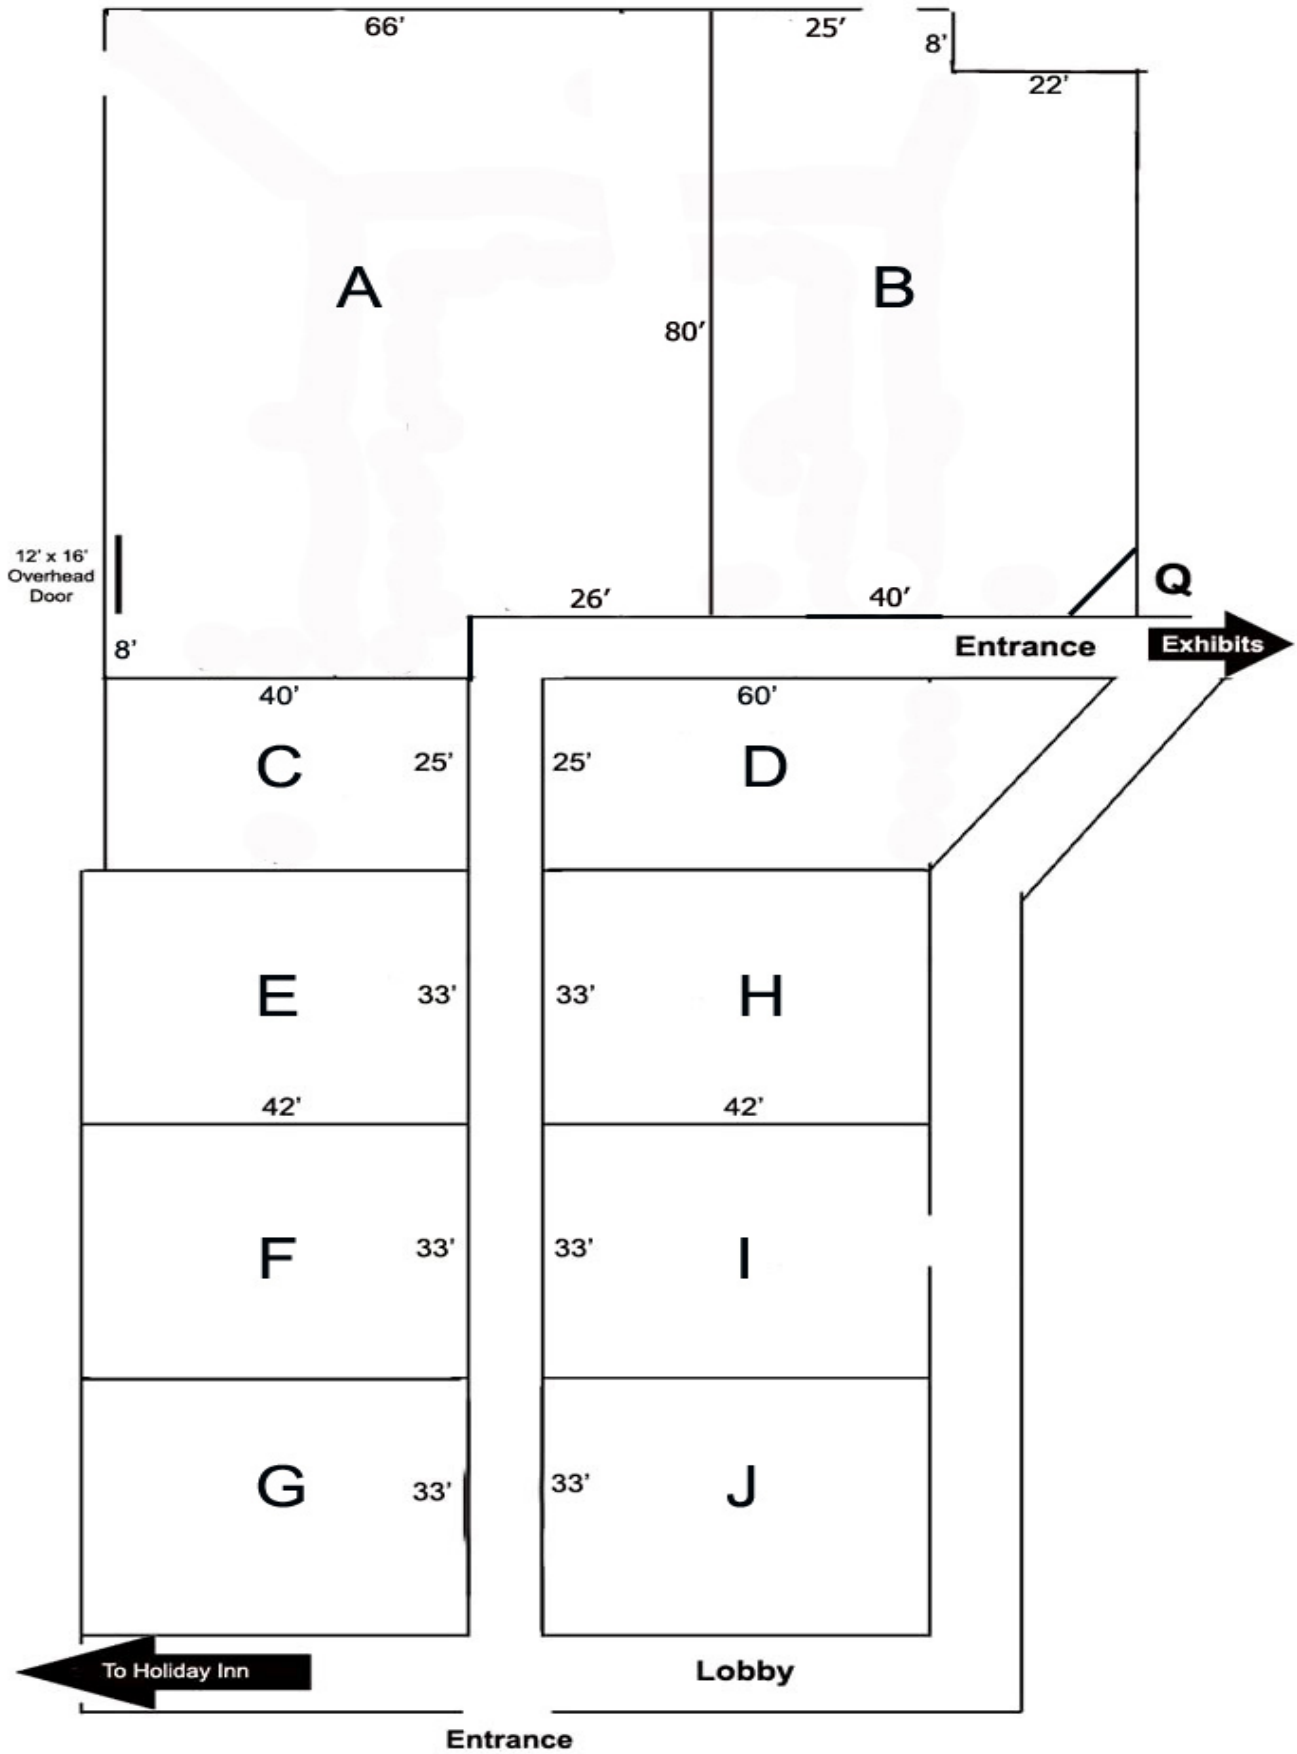 66’
25’
8’
22’
A
B
80’
12’ x 16’
Overhead
Door
26’
40’
Q
8’
Entrance
Exhibits
40’
60’
C
25’
25’
D
E
33’
33’
H
42’
42’
F
33’
33’
I
G
33’
33’
J
To Holiday Inn
Lobby
Entrance